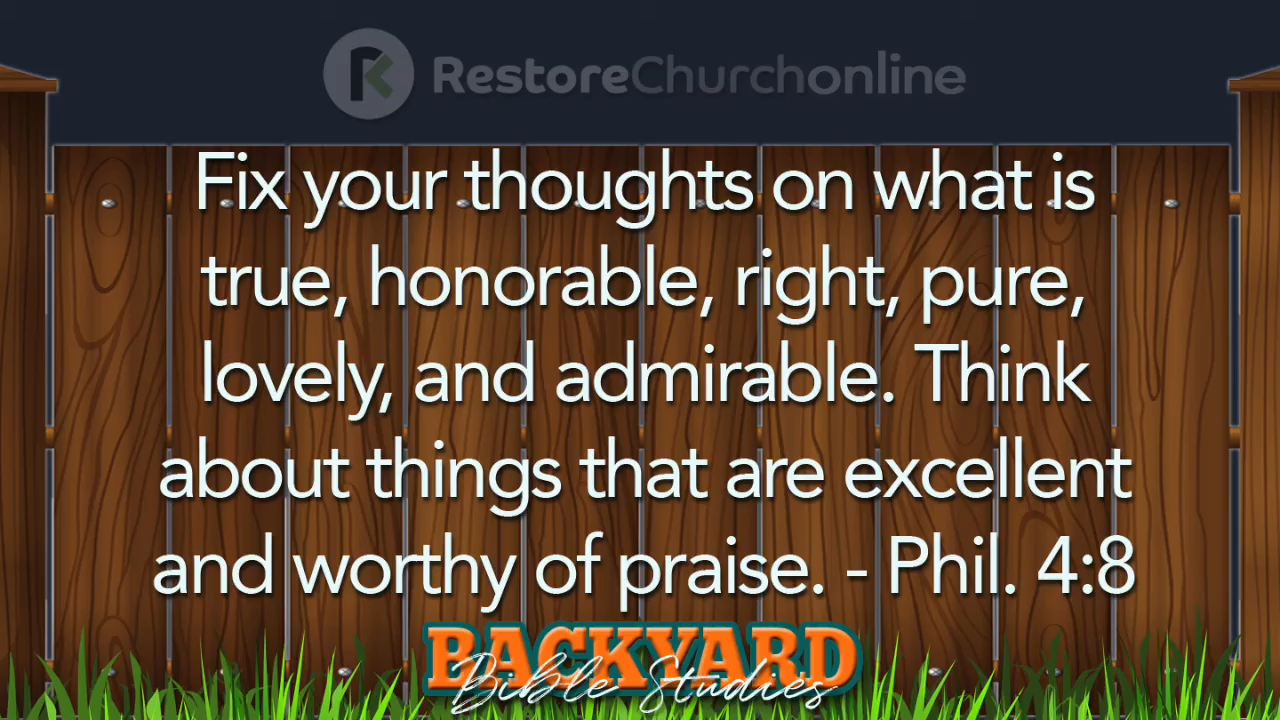 RestoreChurchonline
Fix your thoughts on what is
true, honorable, right, pure,
lovely, and admirable. Think
about things that are excellent
and worthy of praise. - Phil. 4:8
BACKYARD
Bible Studies